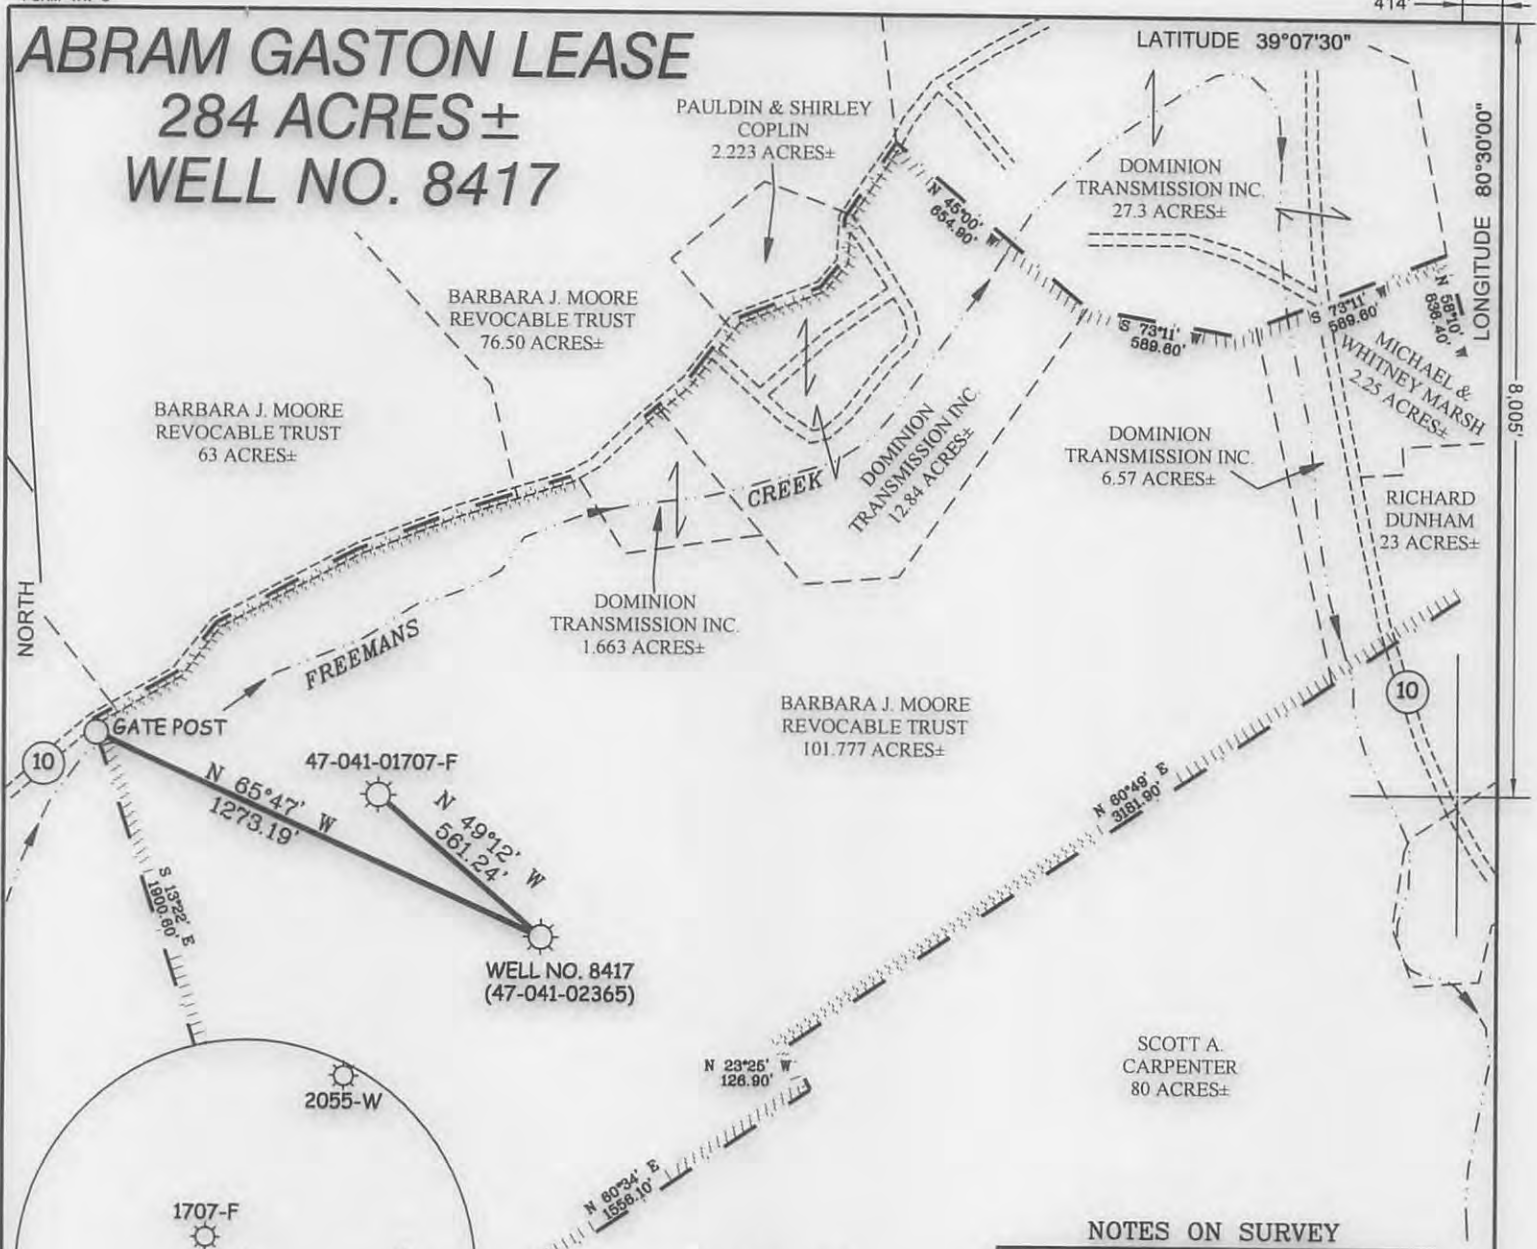 414'
ABRAM GASTON LEASE
284 ACRES±
WELL NO. 8417
LATITUDE 39°07'30"
LONGITUDE 80°30'00"
8,005'
PAULDIN & SHIRLEY
COPLIN
2.223 ACRES±
DOMINION
TRANSMISSION INC.
27.3 ACRES±
N 45°00' W
654.90'
BARBARA J. MOORE
REVOCABLE TRUST
76.50 ACRES±
S 73°11' W
589.60'
S 73°11' W
589.60'
N 58°10' W
836.40'
MICHAEL &
WHITNEY MARSH
2.25 ACRES±
BARBARA J. MOORE
REVOCABLE TRUST
63 ACRES±
DOMINION
TRANSMISSION INC.
12.84 ACRES±
DOMINION
TRANSMISSION INC.
6.57 ACRES±
CREEK
RICHARD
DUNHAM
23 ACRES±
NORTH
FREEMANS
DOMINION
TRANSMISSION INC.
1.663 ACRES±
BARBARA J. MOORE
REVOCABLE TRUST
101.777 ACRES±
10
GATE POST
10
47-041-01707-F
N 65°47' W
1273.19'
N 49°12' W
561.24'
N 60°49' E
3181.90'
S 13°22' E
1900.60'
WELL NO. 8417
(47-041-02365)
N 23°25' W
126.90'
SCOTT A.
CARPENTER
80 ACRES±
2055-W
N 60°34' E
1556.10'
1707-F
NOTES ON SURVEY